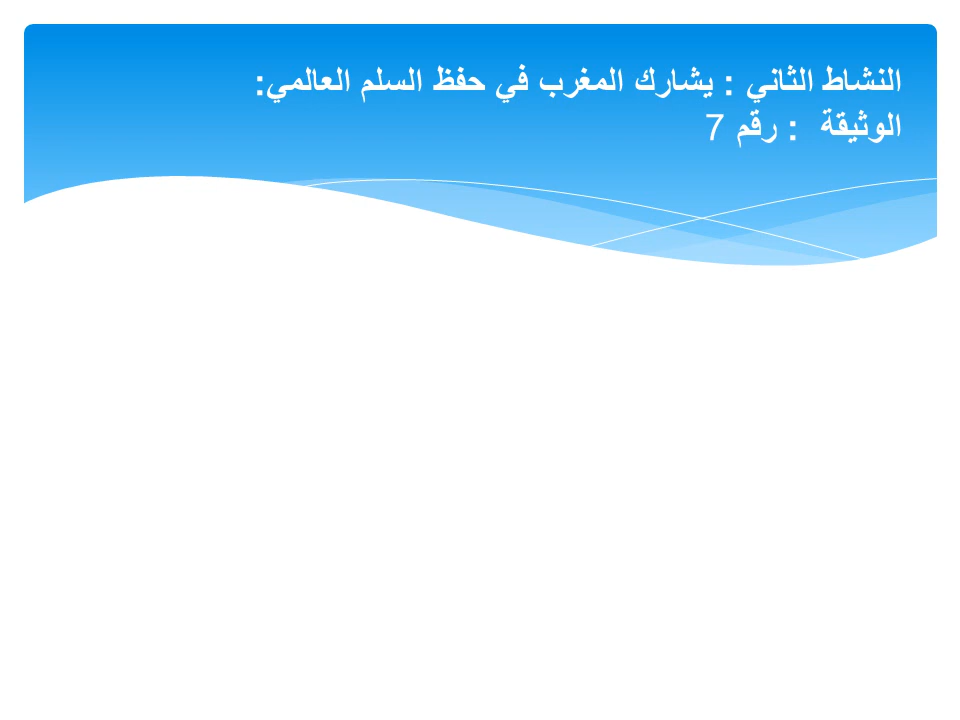 النشاط الثاني : يشارك المغرب في حفظ السلم العالمي:
الوثيقة : رقم 7